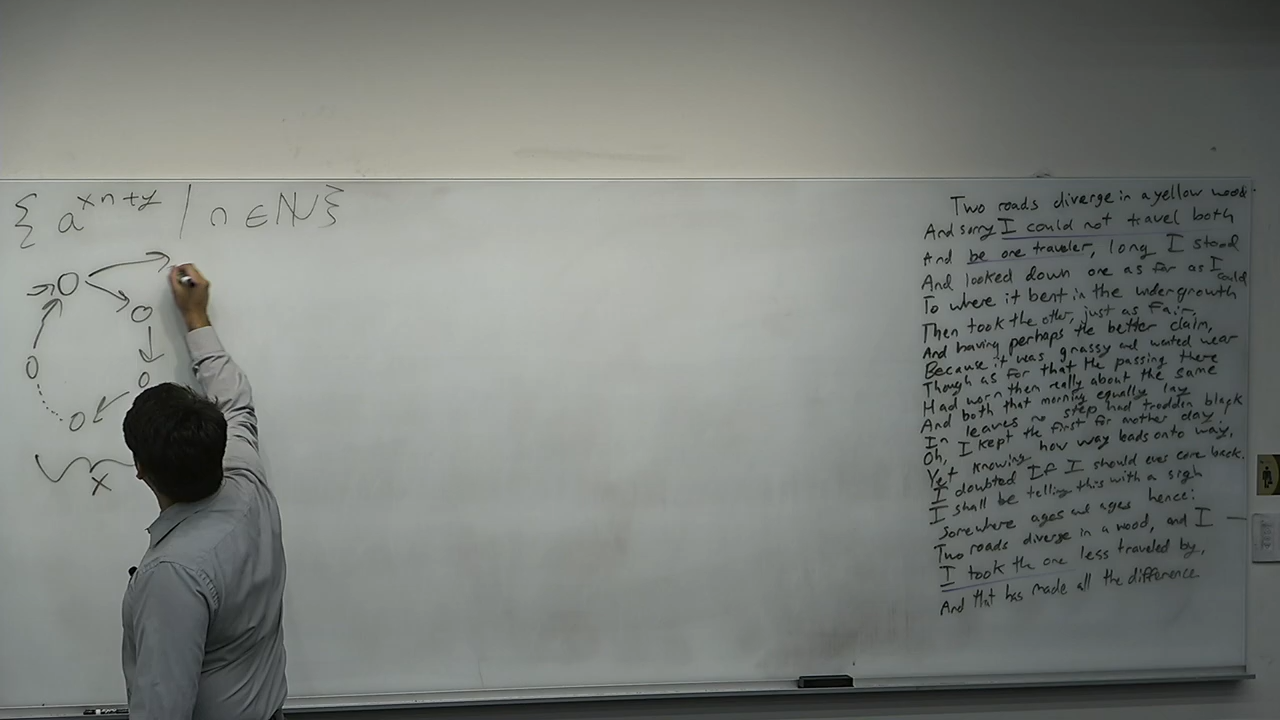 { a^xn+y | n ∈ N }
x
Two roads diverge in a yellow wood
And sorry I could not travel both
And be one traveler, long I stood
And looked down one as far as I could
To where it bent in the undergrowth
Then took the other, just as fair,
And having perhaps the better claim,
Because it was grassy and wanted wear
Though as for that the passing there
Had worn them really about the same
And both that morning equally lay
In leaves no step had trodden black
Oh, I kept the first for another day.
Yet knowing how way leads onto way,
I doubted If I should ever come back.
I shall be telling this with a sigh
Somewhere ages and ages hence:
Two roads diverge in a wood, and I
I took the one less traveled by,
And that has made all the difference